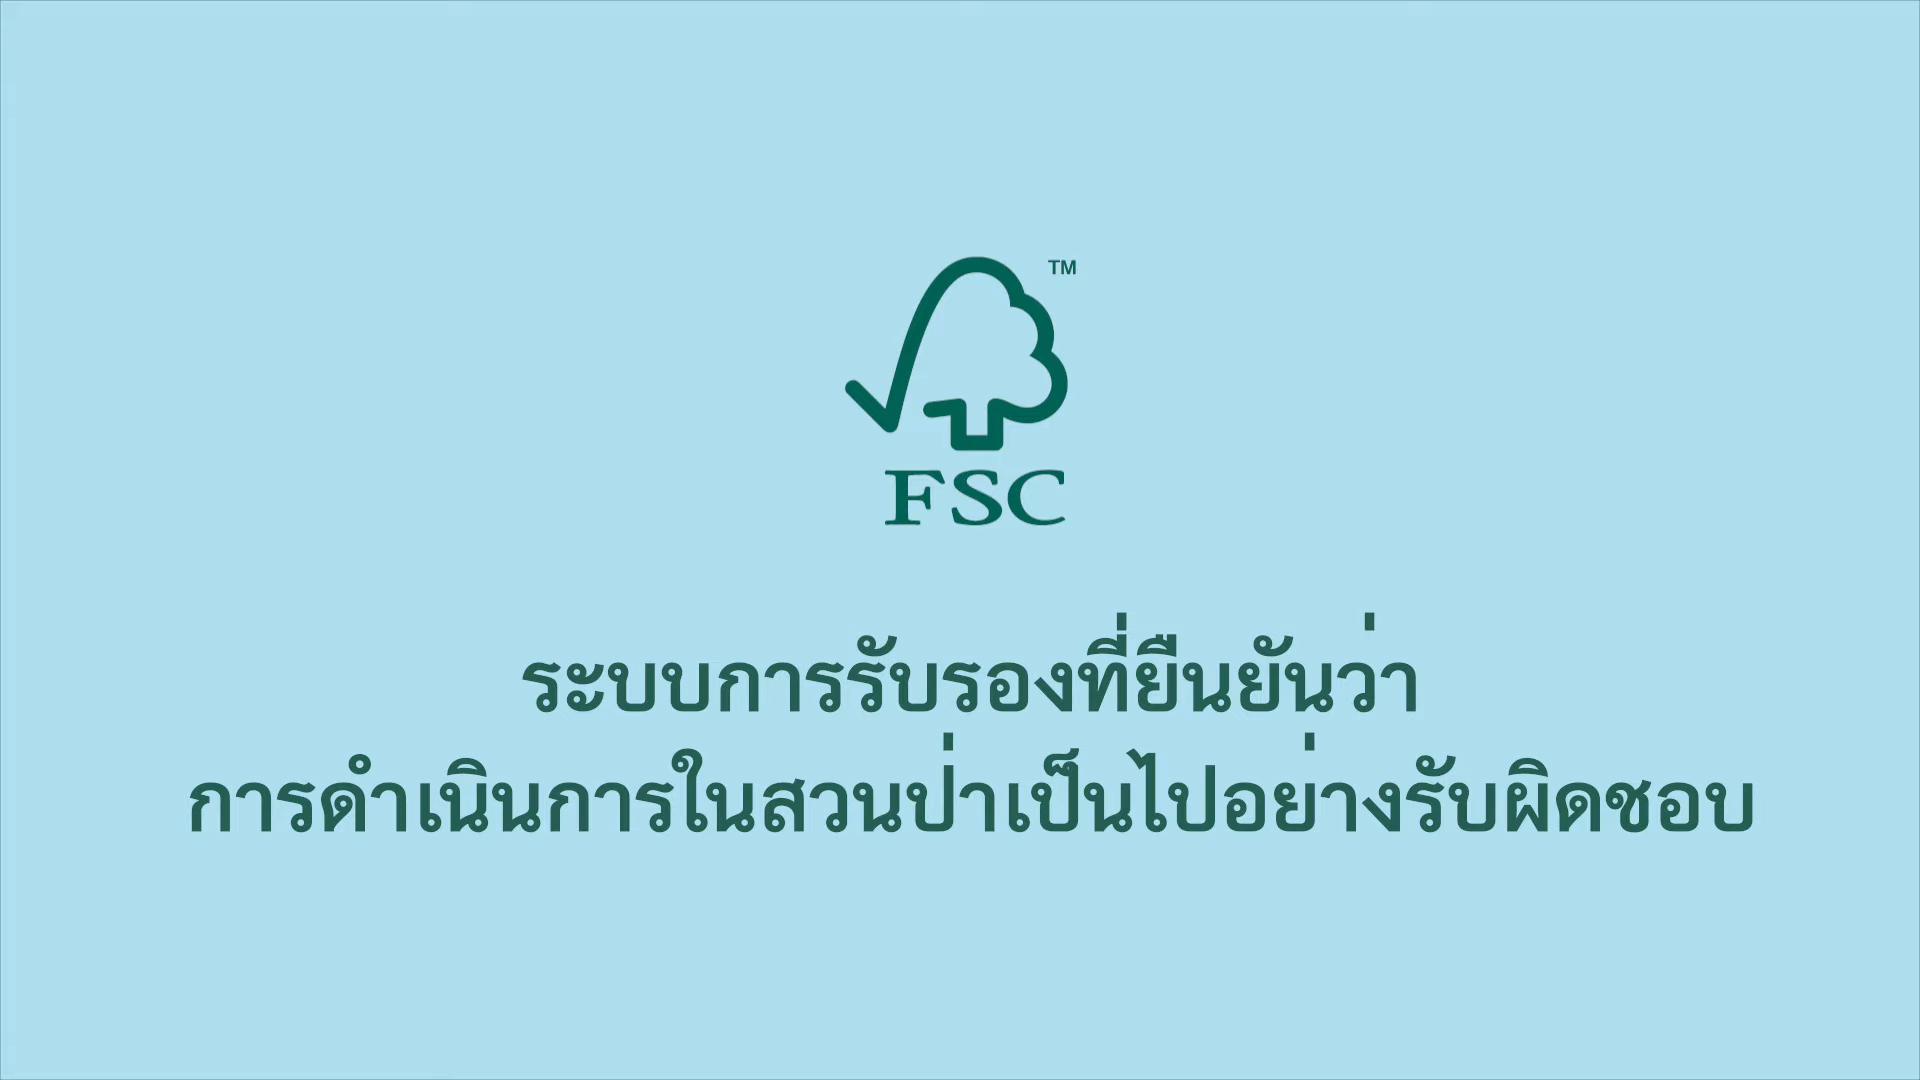 TM
FSC
ระบบการรับรองที่ยืนยันว่า
การดำเนินการในสวนป่าเป็นไปอย่างรับผิดชอบ